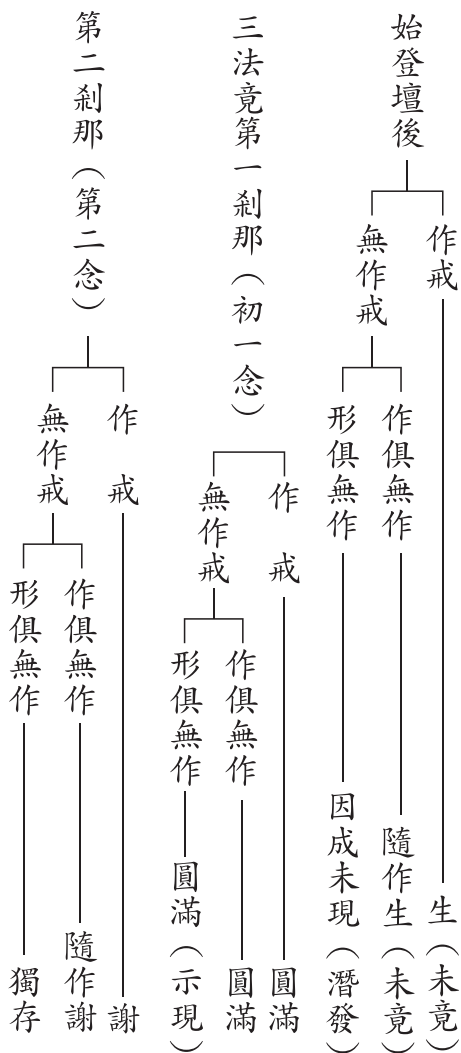 始登壇後
作戒
生（未竟）
無作戒
作俱無作
隨作生（未竟）
形俱無作
因成未現（潛發）
三法竟第一剎那（初一念）
作戒
圓滿
無作戒
作俱無作
圓滿
形俱無作
圓滿（示現）
第二剎那（第二念）
作戒
謝
無作戒
作俱無作
隨作謝
形俱無作
獨存